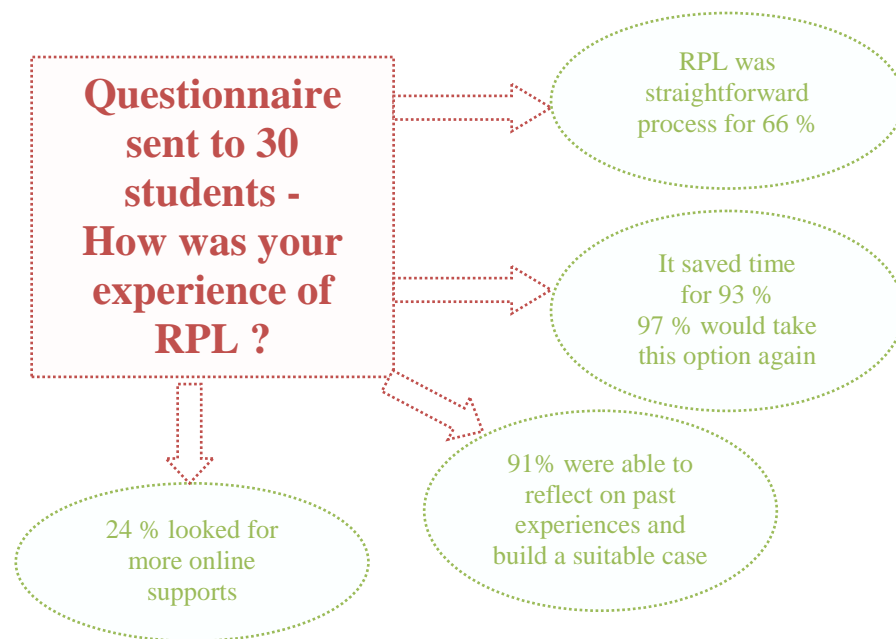 Questionnaire
sent to 30
students -
How was your
experience of
RPL ?
RPL was
straightforward
process for 66 %
It saved time
for 93 %
97 % would take
this option again
91% were able to
reflect on past
experiences and
build a suitable case
24 % looked for
more online
supports